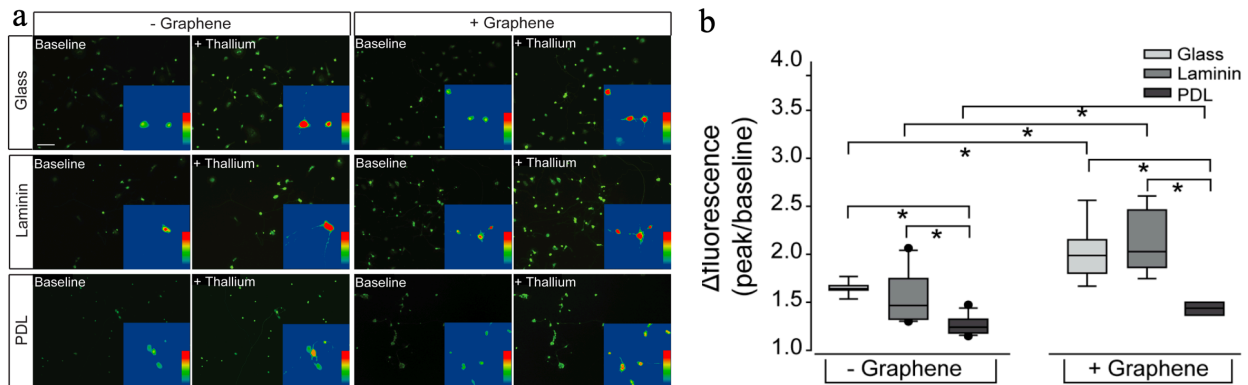 a
- Graphene
+ Graphene
Glass
Baseline
+ Thallium
Baseline
+ Thallium
Laminin
Baseline
+ Thallium
Baseline
+ Thallium
PDL
Baseline
+ Thallium
Baseline
+ Thallium
b
Δfluorescence
(peak/baseline)
4.0
3.5
3.0
2.5
2.0
1.5
1.0
Glass
Laminin
PDL
*
*
*
*
*
*
*
- Graphene
+ Graphene